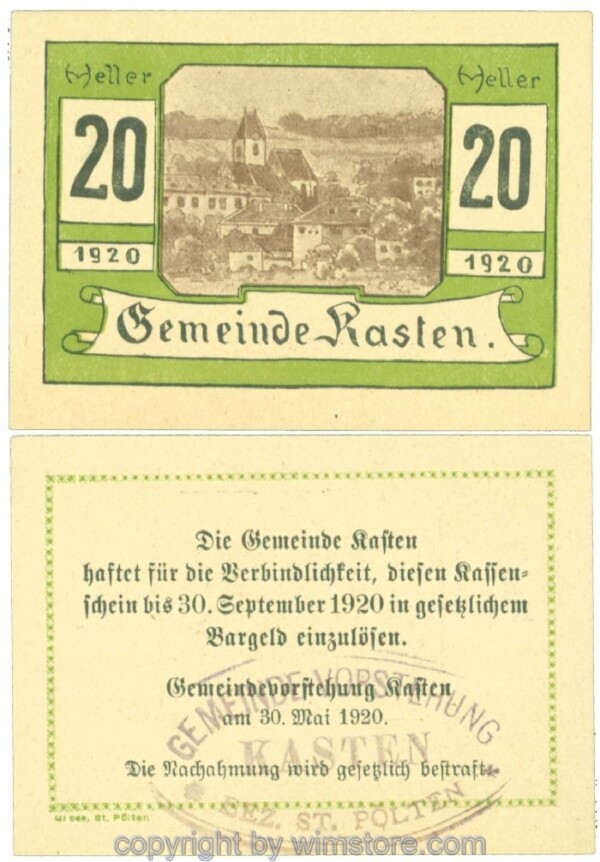 Heller
Heller
20
20
1920
1920
Gemeinde Kasten.
Die Gemeinde Kasten
haftet für die Verbindlichkeit, diesen Kassen-
schein bis 30. September 1920 in gesetzlichem
Bargeld einzulösen.
Gemeindevorstehung Kasten
am 30. Mai 1920.
Die Nachahmung wird gesetzlich bestraft.
GEMEINDE-VORSTEHUNG
KASTEN
BEZ. ST. PÖLTEN
St. Pölten
copyright by wimstore.com